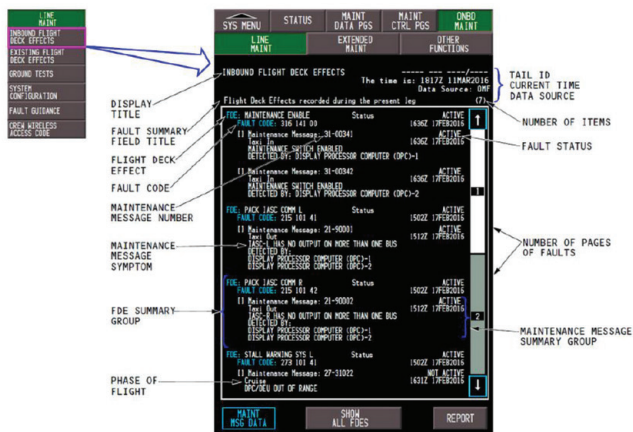 LINE
MAINT
INBOUND FLIGHT
DECK EFFECTS
EXISTING FLIGHT
DECK EFFECTS
GROUND TESTS
SYSTEM
CONFIGURATION
FAULT GUIDANCE
CREW WIRELESS
ACCESS CODE
SYS MENU
STATUS
MAINT
DATA PGS
MAINT
CTRL PGS
ONBD
MAINT
LINE
MAINT
EXTENDED
MAINT
OTHER
FUNCTIONS
INBOUND FLIGHT DECK EFFECTS
----- --- ----/----
The time is: 1817Z 11MAR2016
Data Source: OMF
Flight Deck Effects recorded during the present leg (7)
FDE: MAINTENANCE ENABLE Status ACTIVE
FAULT CODE: 316 141 00 1636Z 17FEB2016
[] Maintenance Message: 31-00341 ACTIVE
Taxi In 1636Z 17FEB2016
MAINTENANCE SWITCH ENABLED
DETECTED BY: DISPLAY PROCESSOR COMPUTER (DPC)-1
[] Maintenance Message: 31-00342 ACTIVE
Taxi In 1636Z 17FEB2016
MAINTENANCE SWITCH ENABLED
DETECTED BY: DISPLAY PROCESSOR COMPUTER (DPC)-2
FDE: PACK IASC COMM L Status ACTIVE
FAULT CODE: 215 101 41 1502Z 17FEB2016
[] Maintenance Message: 21-90001 ACTIVE
Taxi Out 1512Z 17FEB2016
IASC-L HAS NO OUTPUT ON MORE THAN ONE BUS
DETECTED BY:
DISPLAY PROCESSOR COMPUTER (DPC)-1
DISPLAY PROCESSOR COMPUTER (DPC)-2
FDE: PACK IASC COMM R Status ACTIVE
FAULT CODE: 215 101 42 1502Z 17FEB2016
[] Maintenance Message: 21-90002 ACTIVE
Taxi Out 1512Z 17FEB2016
IASC-R HAS NO OUTPUT ON MORE THAN ONE BUS
DETECTED BY:
DISPLAY PROCESSOR COMPUTER (DPC)-1
DISPLAY PROCESSOR COMPUTER (DPC)-2
FDE: STALL WARNING SYS L Status ACTIVE
FAULT CODE: 273 101 41 1502Z 17FEB2016
[] Maintenance Message: 27-31022 NOT ACTIVE
Cruise 1631Z 17FEB2016
DPC/DEU OUT OF RANGE
1
2
MAINT
MSG DATA
SHOW
ALL FDES
REPORT
DISPLAY
TITLE
FAULT SUMMARY
FIELD TITLE
FLIGHT DECK
EFFECT
FAULT CODE
MAINTENANCE
MESSAGE NUMBER
MAINTENANCE
MESSAGE
SYMPTOM
FDE SUMMARY
GROUP
PHASE OF
FLIGHT
TAIL ID
CURRENT TIME
DATA SOURCE
NUMBER OF ITEMS
FAULT STATUS
NUMBER OF PAGES
OF FAULTS
MAINTENANCE MESSAGE
SUMMARY GROUP